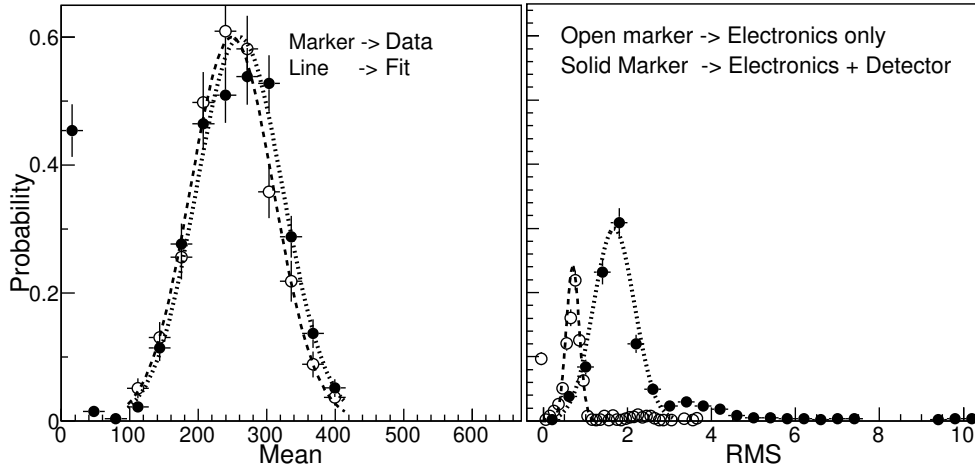 0.6
0.4
0.2
0
Probability
Marker -> Data
Line -> Fit
0 100 200 300 400 500 600
Mean
Open marker -> Electronics only
Solid Marker -> Electronics + Detector
0 2 4 6 8 10
RMS